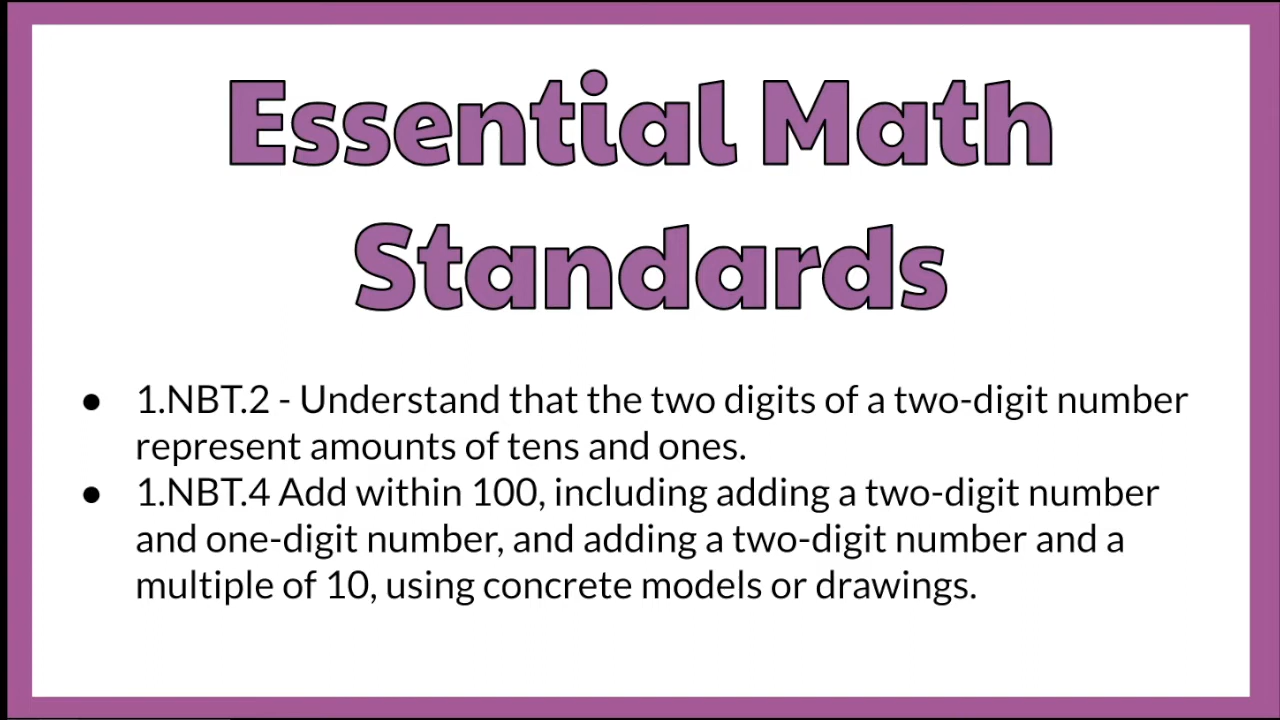 Essential Math
Standards
● 1.NBT.2 - Understand that the two digits of a two-digit number
represent amounts of tens and ones.
● 1.NBT.4 Add within 100, including adding a two-digit number
and one-digit number, and adding a two-digit number and a
multiple of 10, using concrete models or drawings.